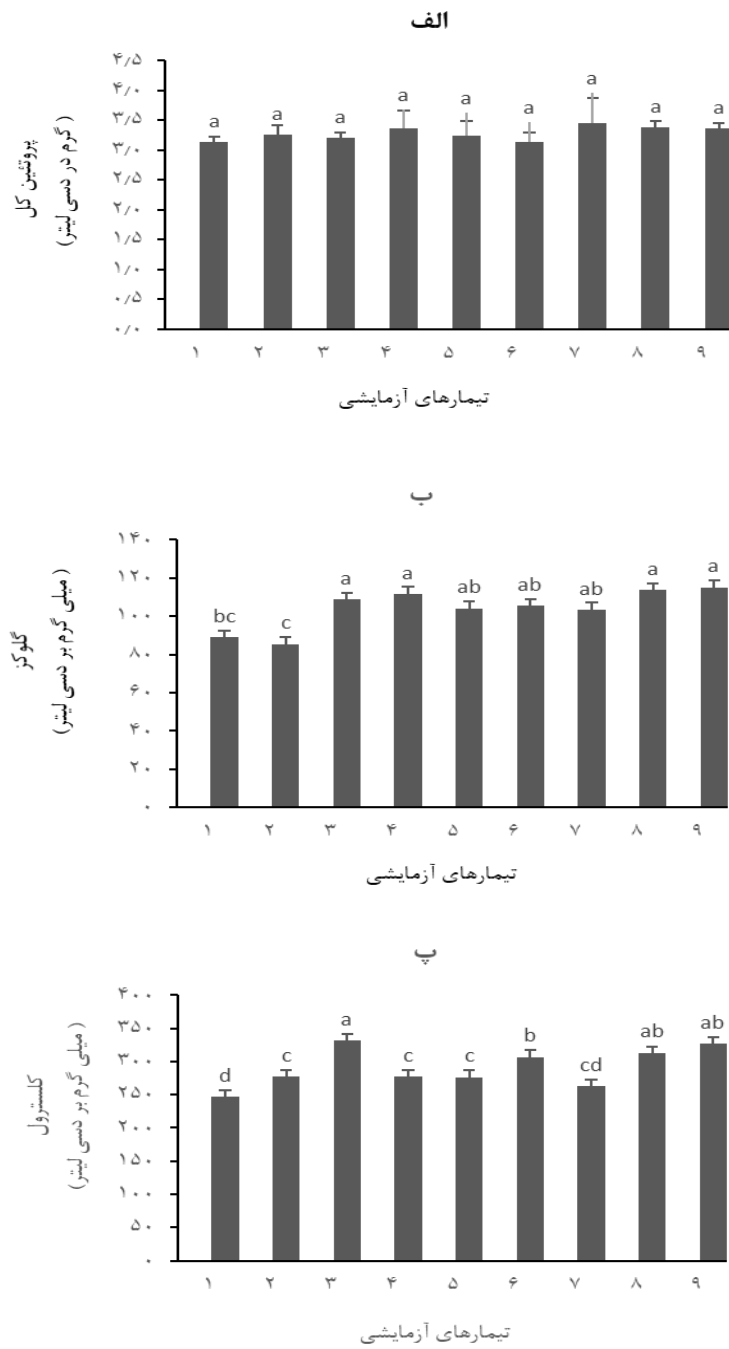 الف
پروتئین کل
(گرم در دسی لیتر)
۴٫۵
۴٫۰
۳٫۵
۳٫۰
۲٫۵
۲٫۰
۱٫۵
۱٫۰
۰٫۵
۰٫۰
a a a a a a a a a
۱ ۲ ۳ ۴ ۵ ۶ ۷ ۸ ۹
تیمارهای آزمایشی
ب
گلوکز
(میلی گرم بر دسی لیتر)
۱۴۰
۱۲۰
۱۰۰
۸۰
۶۰
۴۰
۲۰
۰
bc c a a ab ab ab a a
۱ ۲ ۳ ۴ ۵ ۶ ۷ ۸ ۹
تیمارهای آزمایشی
پ
کلسترول
(میلی گرم بر دسی لیتر)
۴۰۰
۳۵۰
۳۰۰
۲۵۰
۲۰۰
۱۵۰
۱۰۰
۵۰
۰
d c a c c b cd ab ab
۱ ۲ ۳ ۴ ۵ ۶ ۷ ۸ ۹
تیمارهای آزمایشی